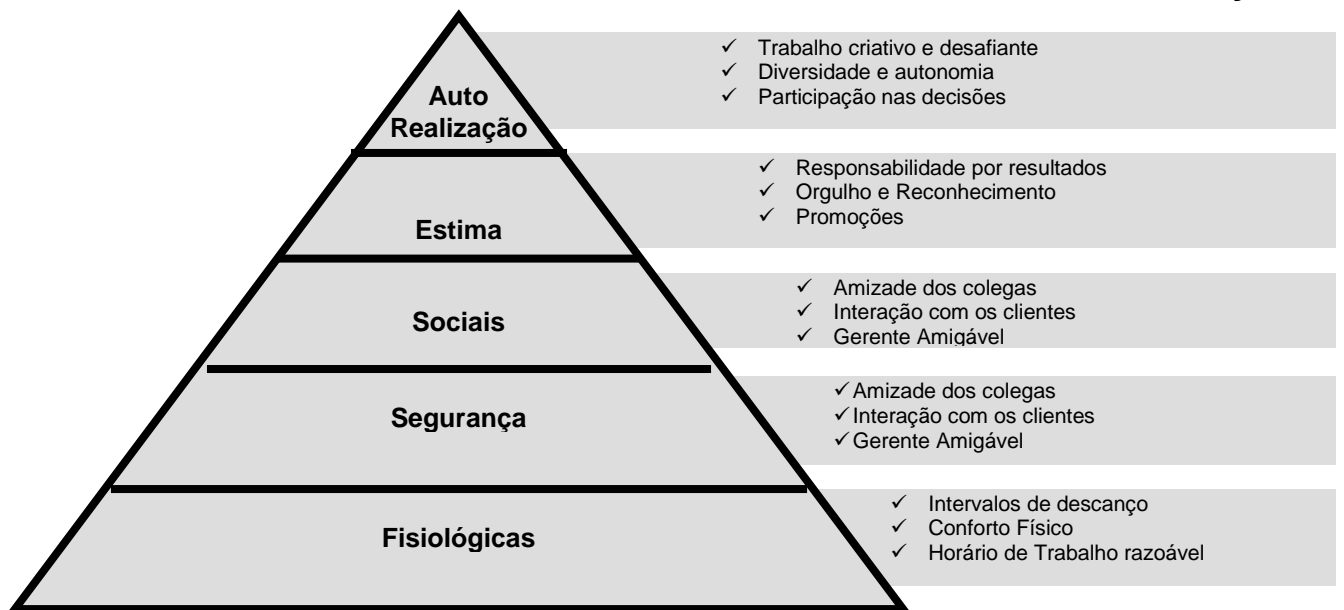 Auto
Realização
✓ Trabalho criativo e desafiante
✓ Diversidade e autonomia
✓ Participação nas decisões
Estima
✓ Responsabilidade por resultados
✓ Orgulho e Reconhecimento
✓ Promoções
Sociais
✓ Amizade dos colegas
✓ Interação com os clientes
✓ Gerente Amigável
Segurança
✓ Amizade dos colegas
✓ Interação com os clientes
✓ Gerente Amigável
Fisiológicas
✓ Intervalos de descanço
✓ Conforto Físico
✓ Horário de Trabalho razoável